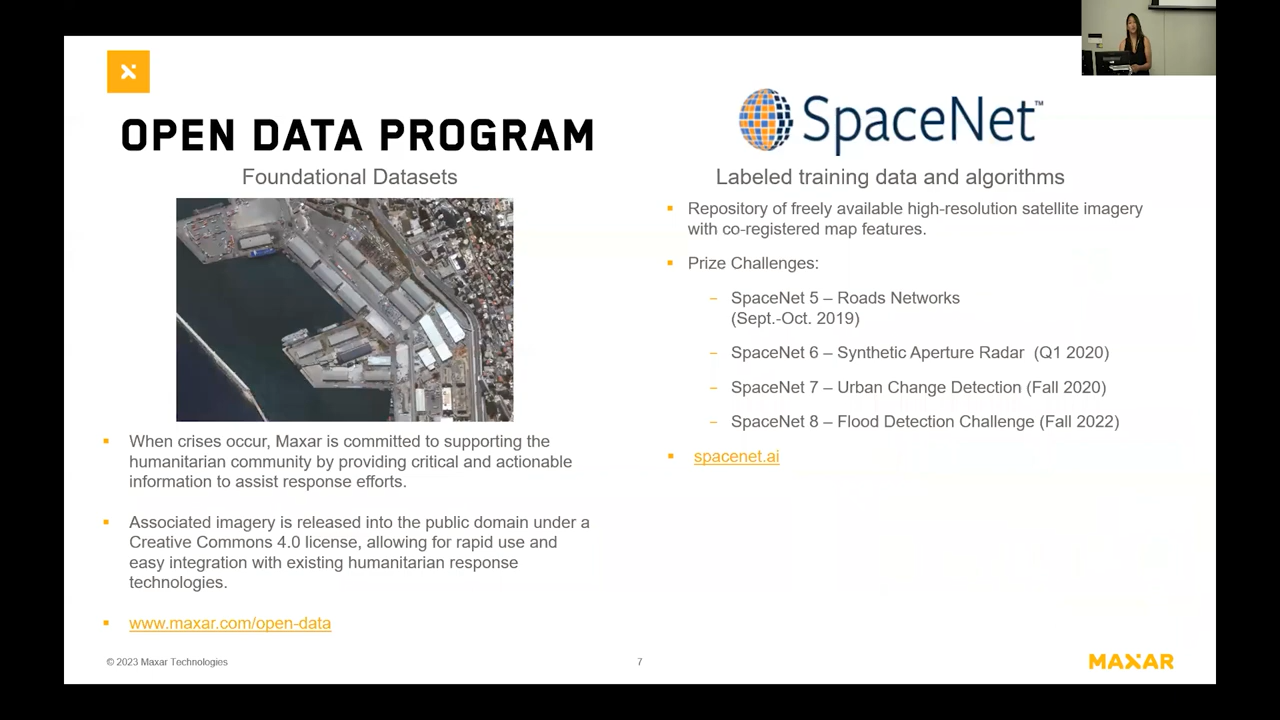 OPEN DATA PROGRAM
Foundational Datasets
When crises occur, Maxar is committed to supporting the
humanitarian community by providing critical and actionable
information to assist response efforts.
Associated imagery is released into the public domain under a
Creative Commons 4.0 license, allowing for rapid use and
easy integration with existing humanitarian response
technologies.
www.maxar.com/open-data
SpaceNet™
Labeled training data and algorithms
Repository of freely available high-resolution satellite imagery
with co-registered map features.
Prize Challenges:
SpaceNet 5 – Roads Networks
(Sept.-Oct. 2019)
SpaceNet 6 – Synthetic Aperture Radar (Q1 2020)
SpaceNet 7 – Urban Change Detection (Fall 2020)
SpaceNet 8 – Flood Detection Challenge (Fall 2022)
spacenet.ai
© 2023 Maxar Technologies
7
MAXAR